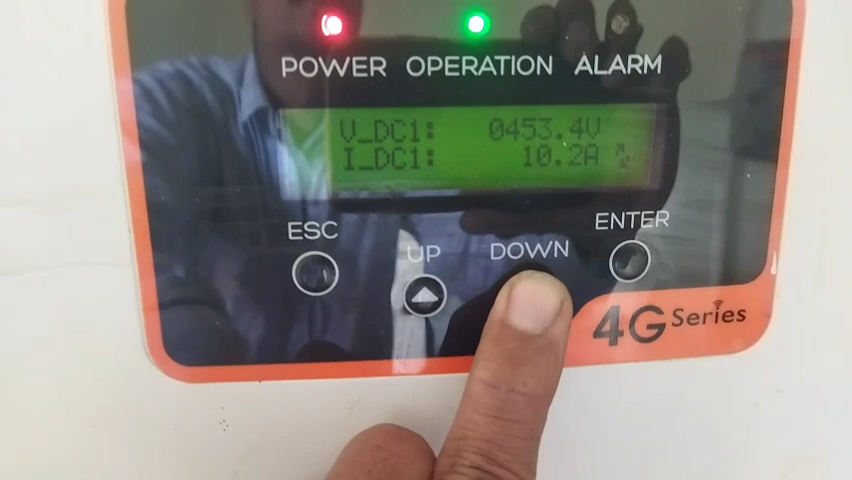 POWER OPERATION ALARM
V_DC1: 0453.4V
I_DC1: 10.2A
ESC UP DOWN ENTER
4G Series